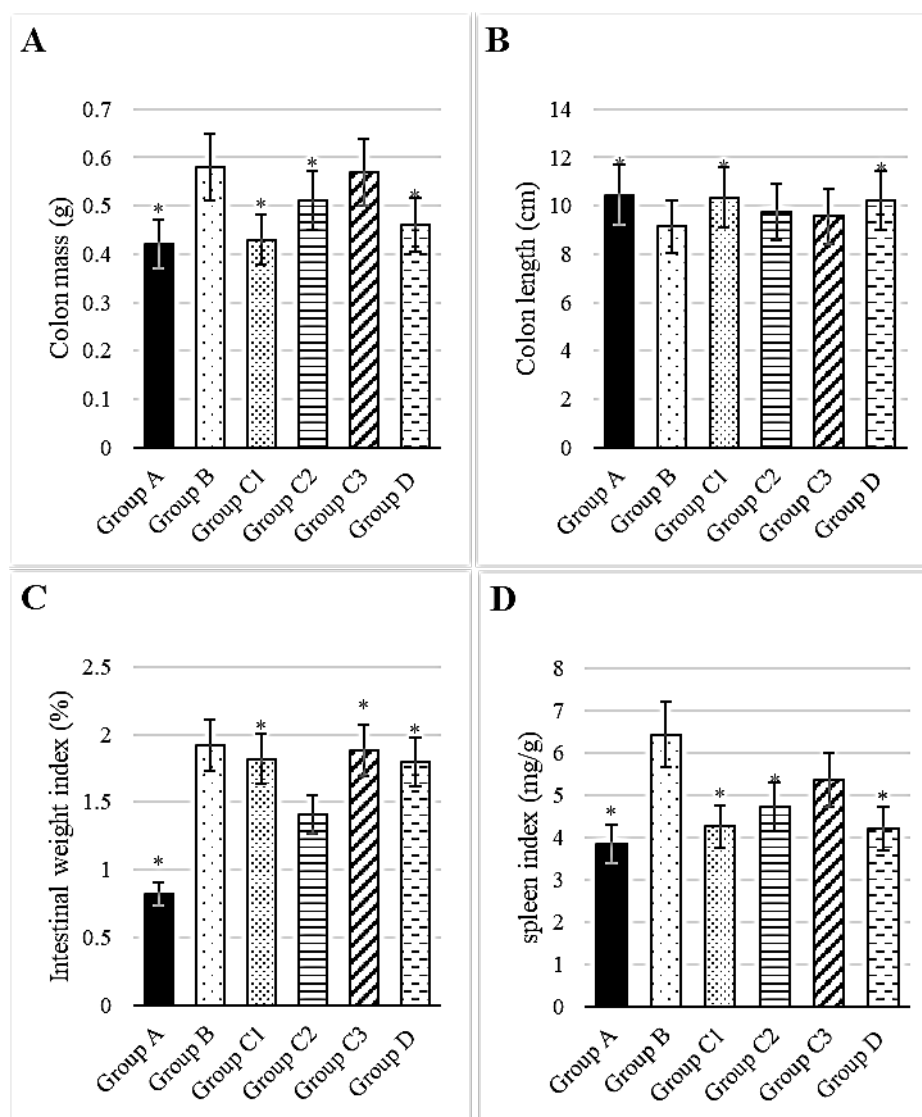 A
Colon mass (g)
0.7
0.6
0.5
0.4
0.3
0.2
0.1
0
* * * *
Group A Group B Group C1 Group C2 Group C3 Group D
B
Colon length (cm)
14
12
10
8
6
4
2
0
* * *
Group A Group B Group C1 Group C2 Group C3 Group D
C
Intestinal weight index (%)
2.5
2
1.5
1
0.5
0
* * * *
Group A Group B Group C1 Group C2 Group C3 Group D
D
spleen index (mg/g)
8
7
6
5
4
3
2
1
0
* * * *
Group A Group B Group C1 Group C2 Group C3 Group D